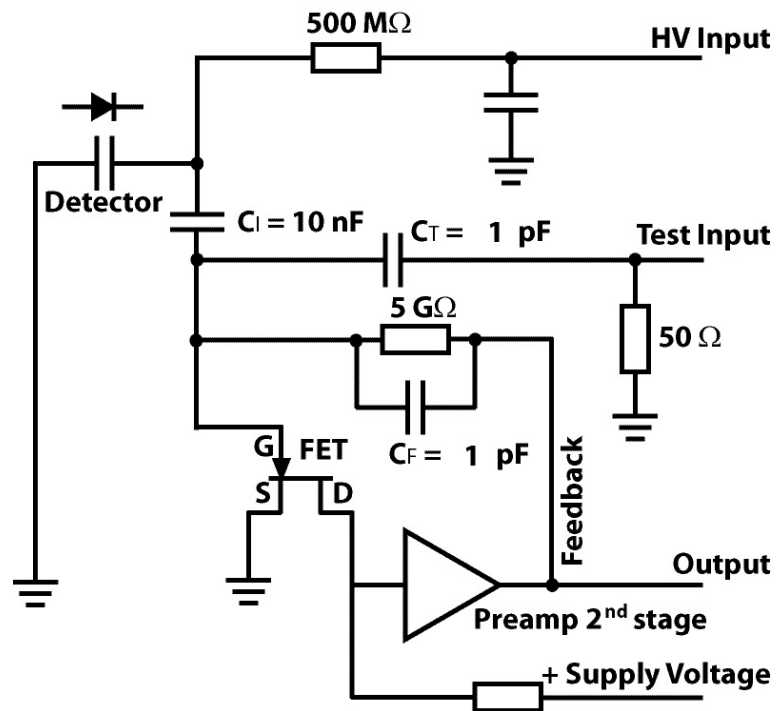 500 MΩ
HV Input
Detector
CI = 10 nF
CT = 1 pF
Test Input
5 GΩ
50 Ω
G FET
CF = 1 pF
S D
Feedback
Output
Preamp 2nd stage
+ Supply Voltage